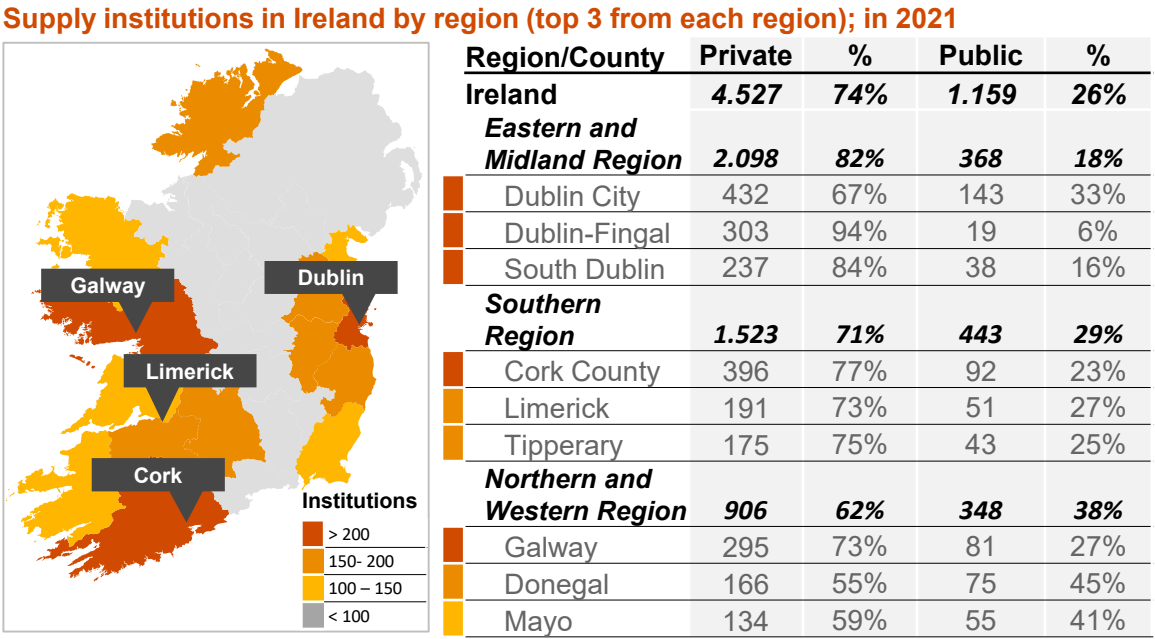 Supply institutions in Ireland by region (top 3 from each region); in 2021
Galway
Dublin
Limerick
Cork
Institutions
> 200
150- 200
100 – 150
< 100
Region/County Private % Public %
Ireland 4.527 74% 1.159 26%
Eastern and
Midland Region 2.098 82% 368 18%
Dublin City 432 67% 143 33%
Dublin-Fingal 303 94% 19 6%
South Dublin 237 84% 38 16%
Southern
Region 1.523 71% 443 29%
Cork County 396 77% 92 23%
Limerick 191 73% 51 27%
Tipperary 175 75% 43 25%
Northern and
Western Region 906 62% 348 38%
Galway 295 73% 81 27%
Donegal 166 55% 75 45%
Mayo 134 59% 55 41%